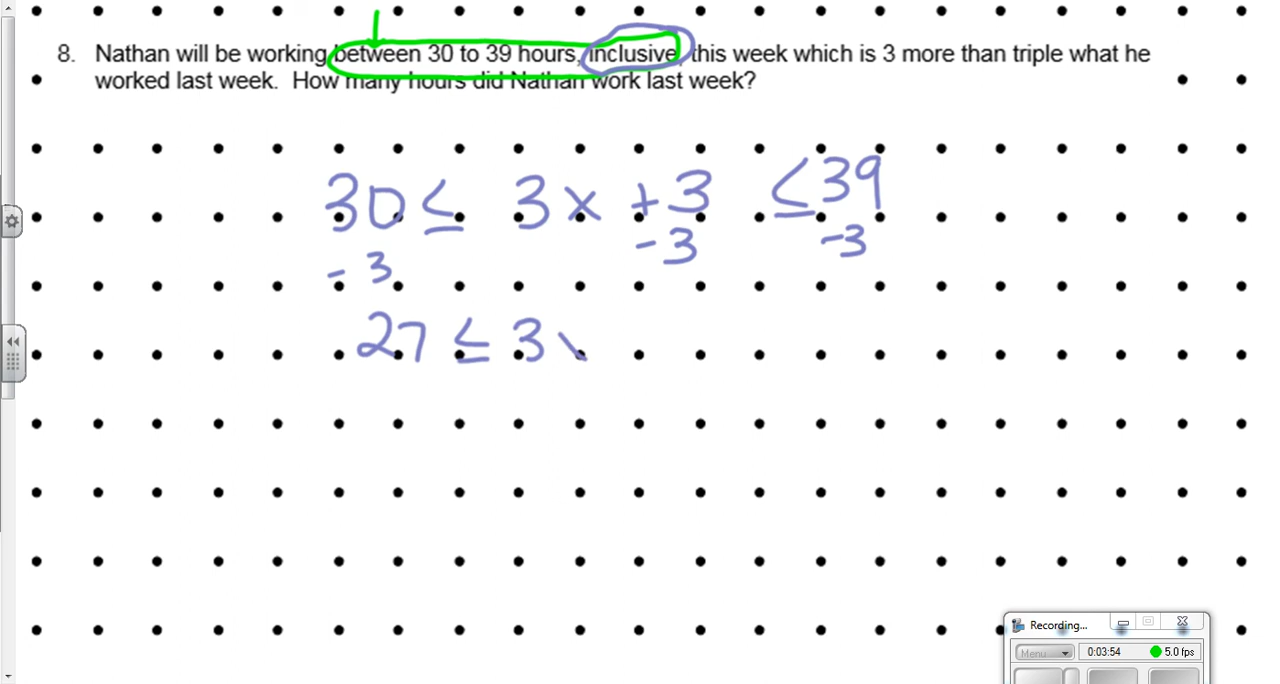 8. Nathan will be working between 30 to 39 hours, inclusive, this week which is 3 more than triple what he
worked last week. How many hours did Nathan work last week?
30 ≤ 3x + 3 ≤ 39
- 3 - 3 - 3
27 ≤ 3
Recording...
Menu 0:03:54 5.0 fps